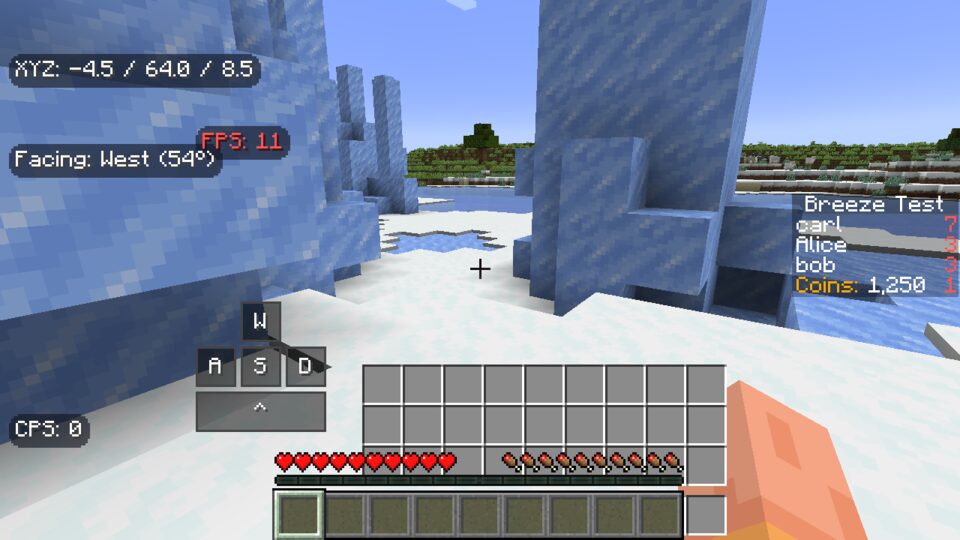 XYZ: -4.5 / 64.0 / 8.5
FPS: 11
Facing: West (54º)
Breeze Test
carl 7
Alice 3
bob 3
Coins: 1,250 1
W
A S D
^
CPS: 0